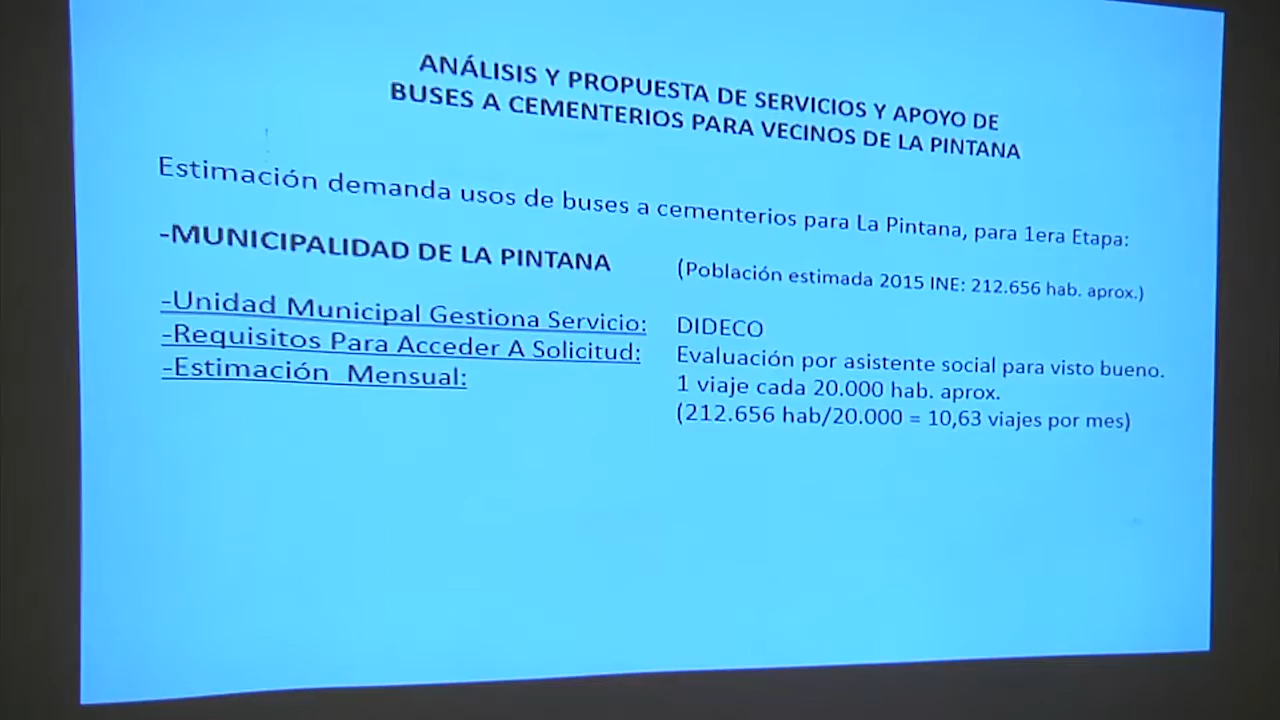 ANÁLISIS Y PROPUESTA DE SERVICIOS Y APOYO DE
BUSES A CEMENTERIOS PARA VECINOS DE LA PINTANA
Estimación demanda usos de buses a cementerios para La Pintana, para 1era Etapa:
-MUNICIPALIDAD DE LA PINTANA (Población estimada 2015 INE: 212.656 hab. aprox.)
-Unidad Municipal Gestiona Servicio: DIDECO
-Requisitos Para Acceder A Solicitud: Evaluación por asistente social para visto bueno.
-Estimación Mensual: 1 viaje cada 20.000 hab. aprox.
(212.656 hab/20.000 = 10,63 viajes por mes)